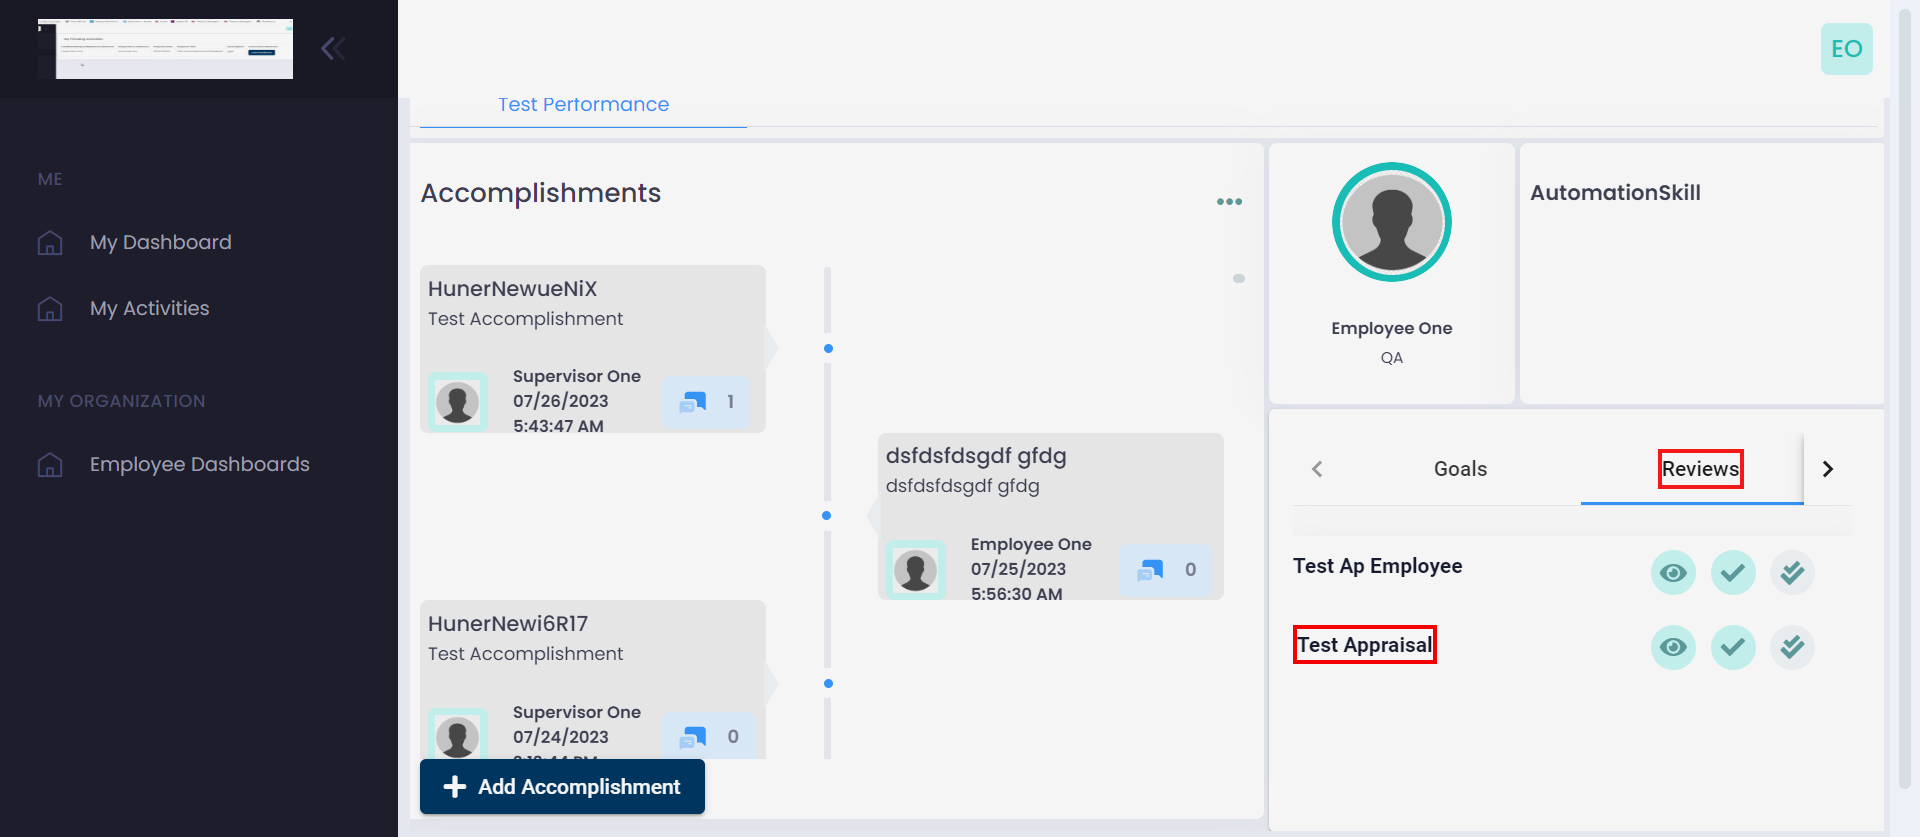 EO
ME
My Dashboard
My Activities
MY ORGANIZATION
Employee Dashboards
Test Performance
Accomplishments
HunerNewueNiX
Test Accomplishment
Supervisor One
07/26/2023
5:43:47 AM
1
dsfdsfdsgdf gfdg
dsfdsfdsgdf gfdg
Employee One
07/25/2023
5:56:30 AM
0
HunerNewi6R17
Test Accomplishment
Supervisor One
07/24/2023
0
Add Accomplishment
Employee One
QA
AutomationSkill
Goals
Reviews
Test Ap Employee
Test Appraisal